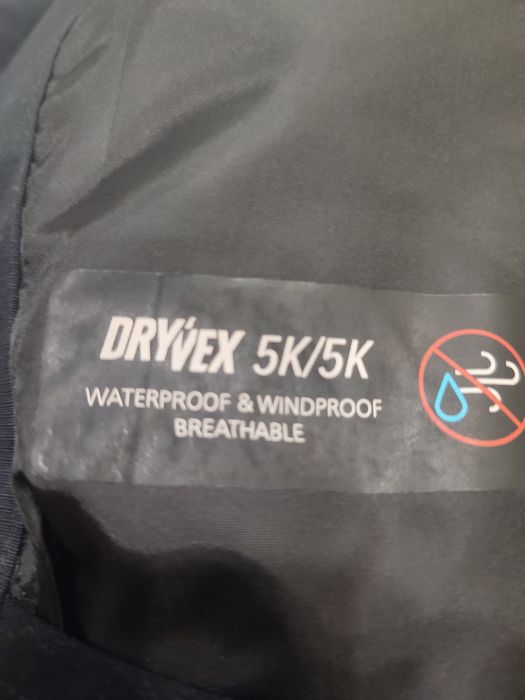 DRYVEX 5K/5K
WATERPROOF & WINDPROOF
BREATHABLE